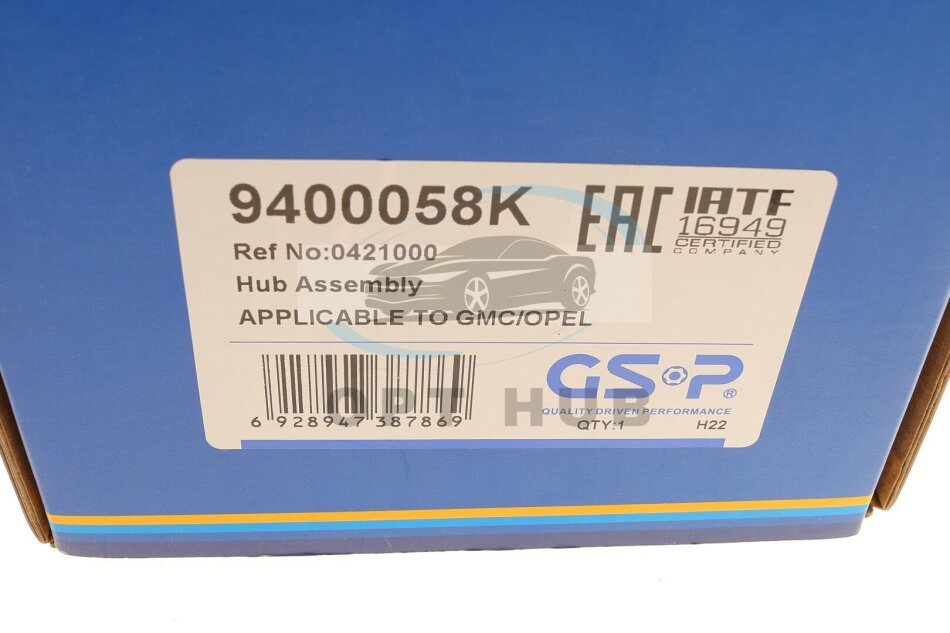 9400058K
EAC
IATF
16949
CERTIFIED
COMPANY
Ref No:0421000
Hub Assembly
APPLICABLE TO GMC/OPEL
GSP®
QUALITY DRIVEN PERFORMANCE
6 928947 387869
QTY:1
H22
OPT HUB